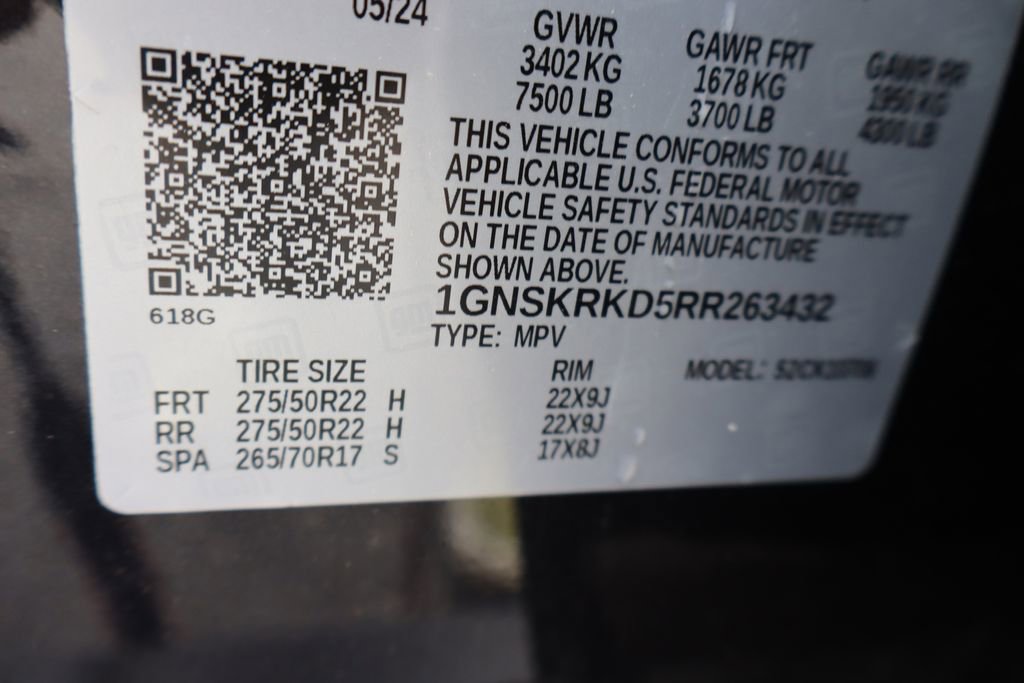 05/24
GVWR GAWR FRT GAWR RR
3402 KG 1678 KG 1950 KG
7500 LB 3700 LB 4300 LB
THIS VEHICLE CONFORMS TO ALL
APPLICABLE U.S. FEDERAL MOTOR
VEHICLE SAFETY STANDARDS IN EFFECT
ON THE DATE OF MANUFACTURE
SHOWN ABOVE.
1GNSKRKD5RR263432
618G
TYPE: MPV
TIRE SIZE RIM MODEL:
FRT 275/50R22 H 22X9J
RR 275/50R22 H 22X9J
SPA 265/70R17 S 17X8J